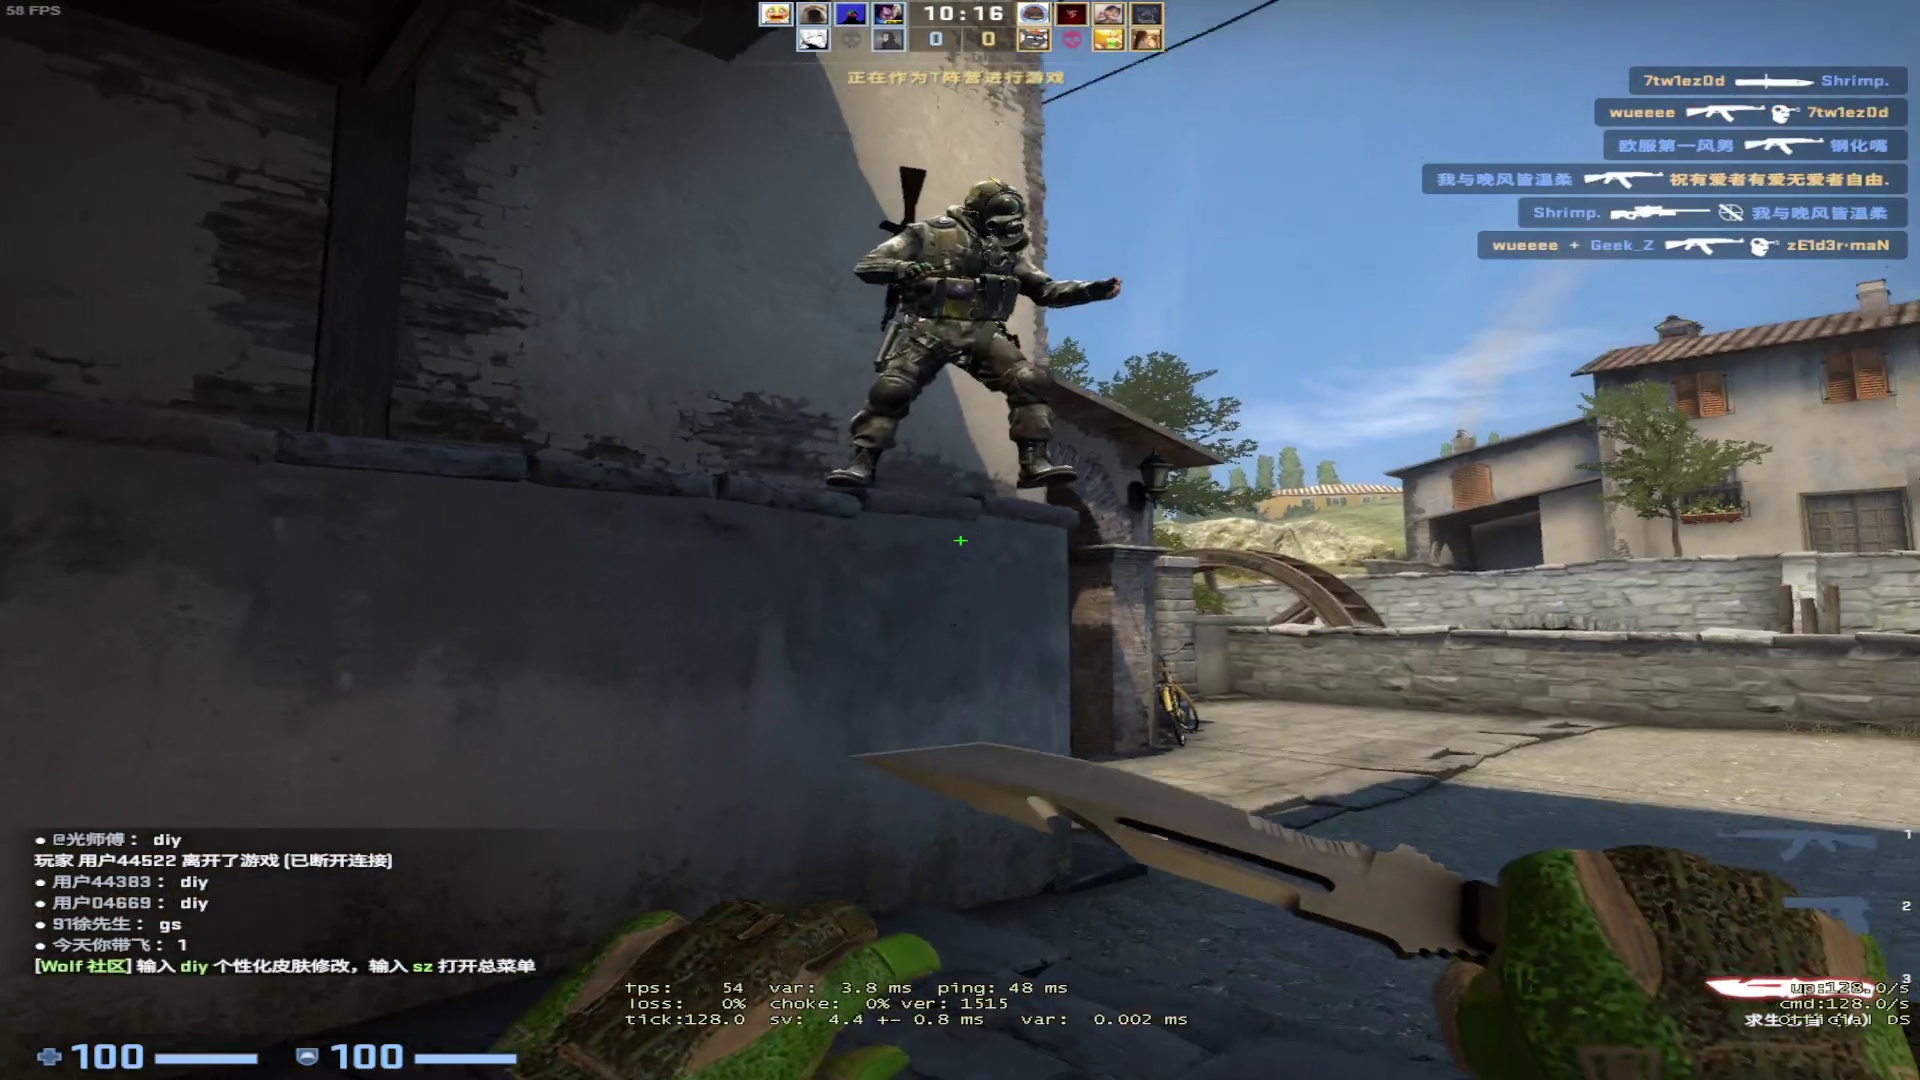 58 FPS
10:16
0 0
正在作为T阵营进行游戏
7tw1ez0d Shrimp.
wueeee 7tw1ez0d
欧服第一风男 钢化嘴
我与晚风皆温柔 祝有爱者有爱无爱者自由.
Shrimp. 我与晚风皆温柔
wueeee + Geek_Z zE1d3r·maN
● @光师傅： diy
玩家 用户44522 离开了游戏 (已断开连接)
● 用户44383： diy
● 用户04669： diy
● 91徐先生： gs
● 今天你带飞： 1
[Wolf 社区] 输入 diy 个性化皮肤修改，输入 sz 打开总菜单
1
2
3
fps: 54 var: 3.8 ms ping: 48 ms
loss: 0% choke: 0% ver: 1515
tick:128.0 sv: 4.4 +- 0.8 ms var: 0.002 ms
up:128.0/s
cmd:128.0/s
DS
100 100